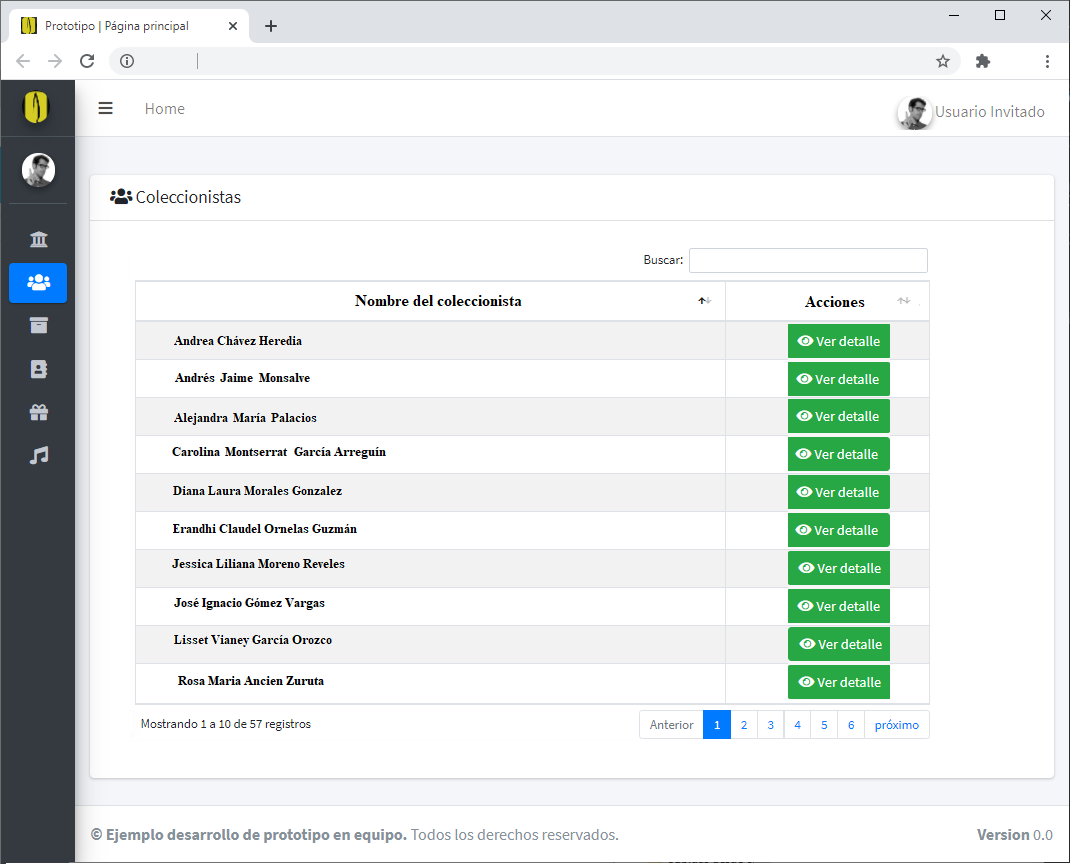 Prototipo | Página principal
Home
Usuario Invitado
Coleccionistas
Buscar:
Nombre del coleccionista Acciones
Andrea Chávez Heredia Ver detalle
Andrés Jaime Monsalve Ver detalle
Alejandra María Palacios Ver detalle
Carolina Montserrat García Arreguín Ver detalle
Diana Laura Morales Gonzalez Ver detalle
Erandhi Claudel Ornelas Guzmán Ver detalle
Jessica Liliana Moreno Reveles Ver detalle
José Ignacio Gómez Vargas Ver detalle
Lisset Vianey García Orozco Ver detalle
Rosa Maria Ancien Zuruta Ver detalle
Mostrando 1 a 10 de 57 registros Anterior 1 2 3 4 5 6 próximo
© Ejemplo desarrollo de prototipo en equipo. Todos los derechos reservados. Version 0.0